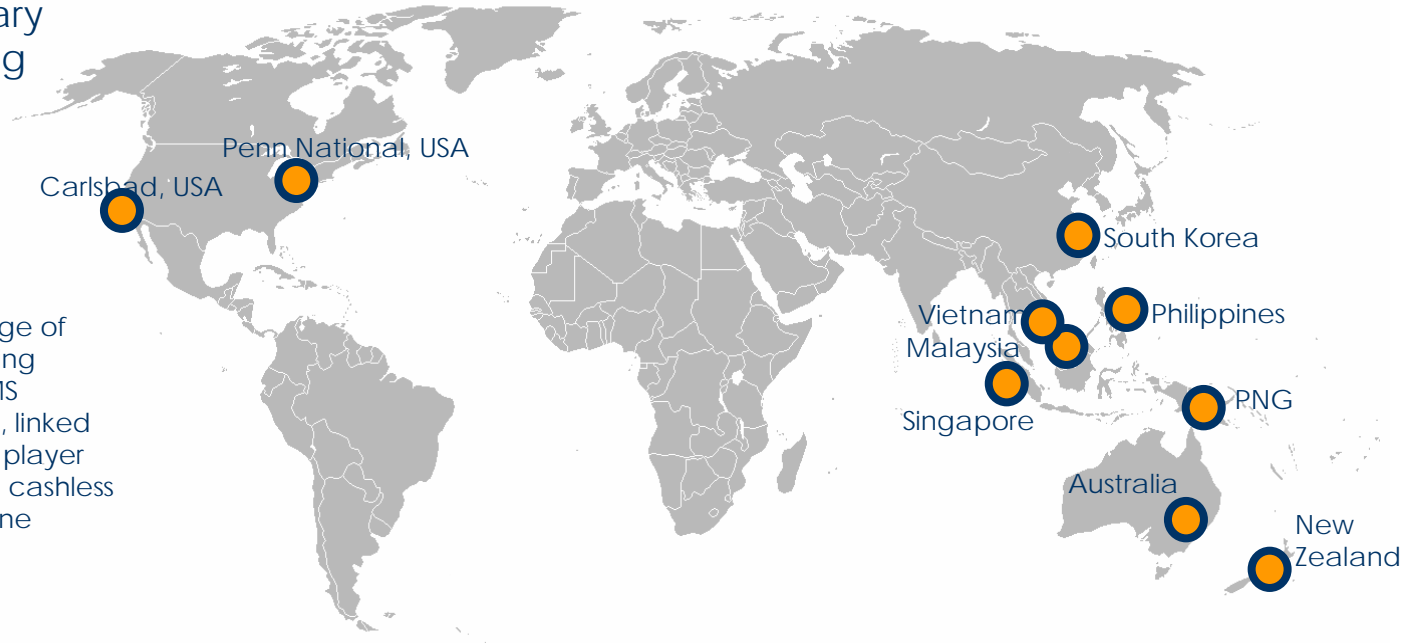 ary
g
Penn National, USA
Carlsbad, USA
South Korea
Vietnam
Philippines
Malaysia
Singapore
PNG
Australia
New
Zealand
ge of
ng
MS
, linked
player
cashless
ne